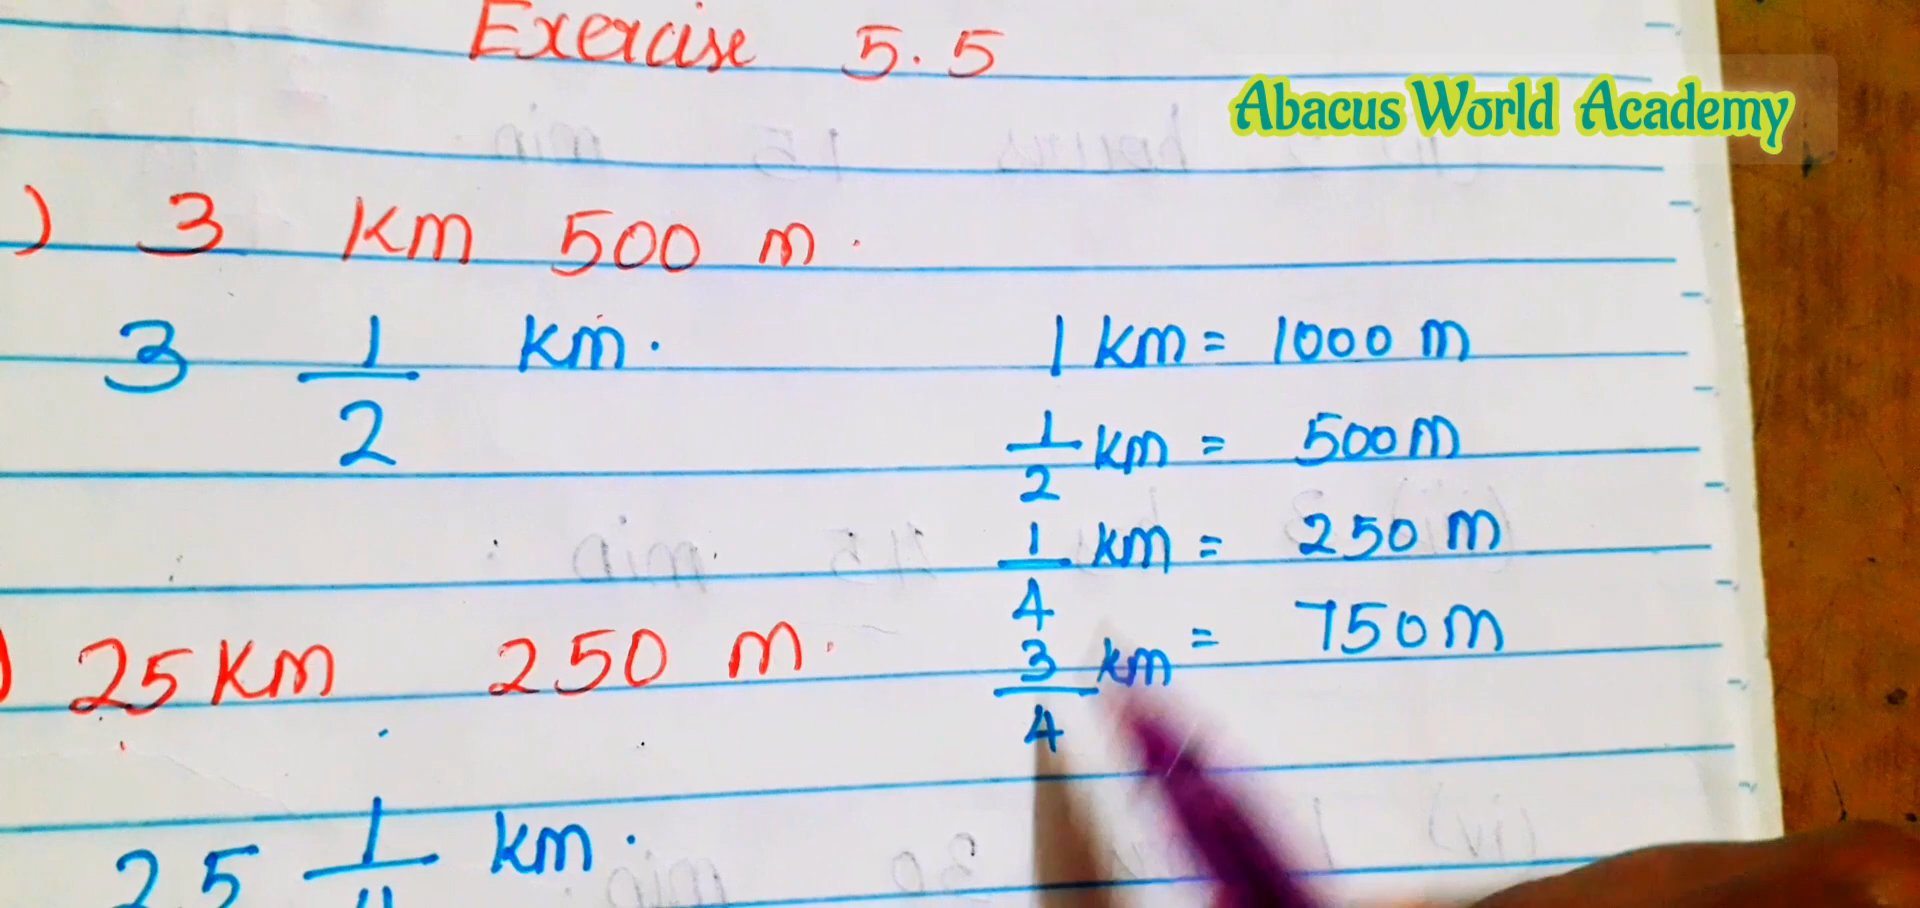 Exercise 5.5
Abacus World Academy
) 3 km 500 m.
3 1/2 km.
1 km = 1000 m
1/2 km = 500 m
1/4 km = 250 m
3/4 km = 750 m
) 25 km 250 m.
25 1/4 km.